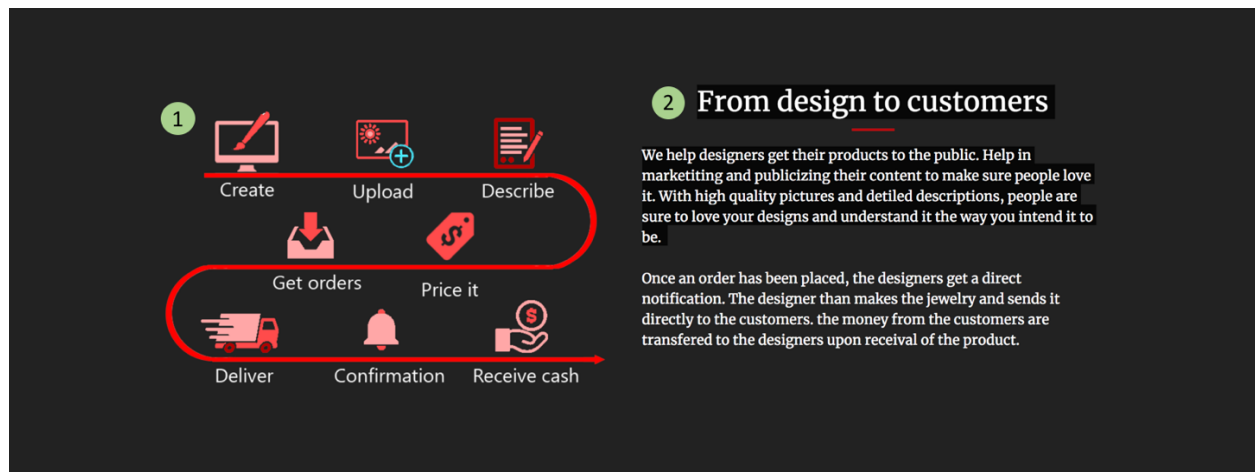 1
Create
Upload
Describe
Get orders
Price it
Deliver
Confirmation
Receive cash
2 From design to customers
We help designers get their products to the public. Help in
marketiting and publicizing their content to make sure people love
it. With high quality pictures and detiled descriptions, people are
sure to love your designs and understand it the way you intend it to
be.
Once an order has been placed, the designers get a direct
notification. The designer than makes the jewelry and sends it
directly to the customers. the money from the customers are
transfered to the designers upon receival of the product.